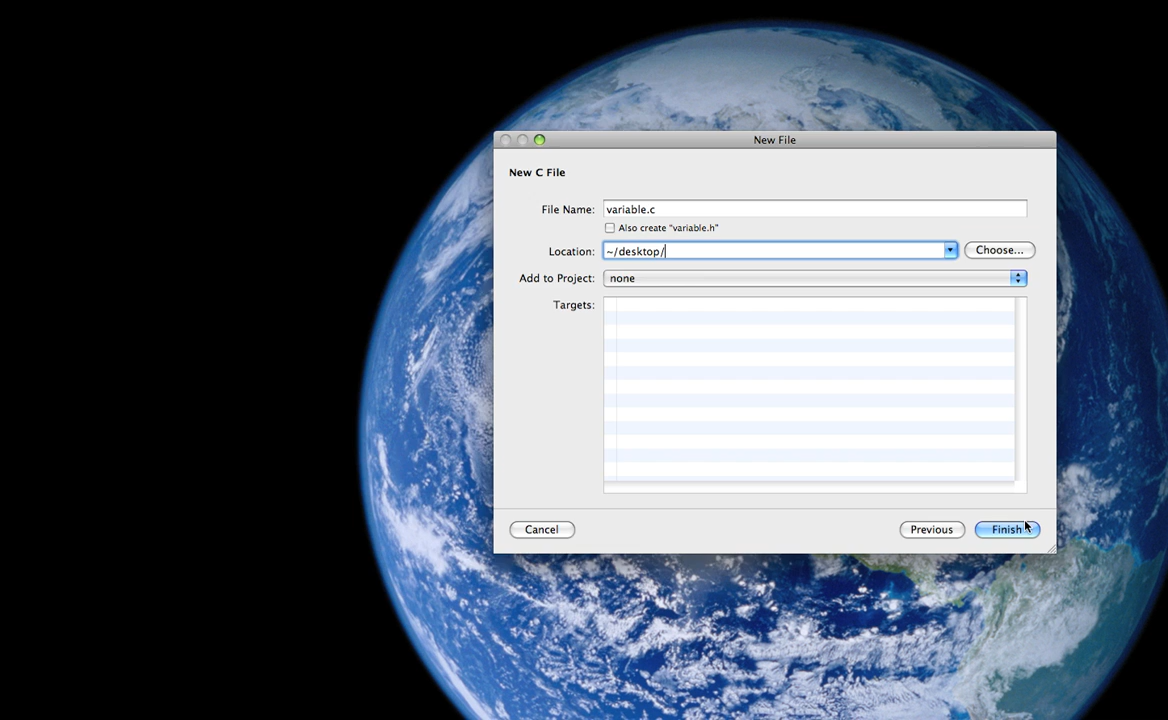 New File
New C File
File Name: variable.c
Also create "variable.h"
Location: ~/desktop/ Choose...
Add to Project: none
Targets:
Cancel Previous Finish